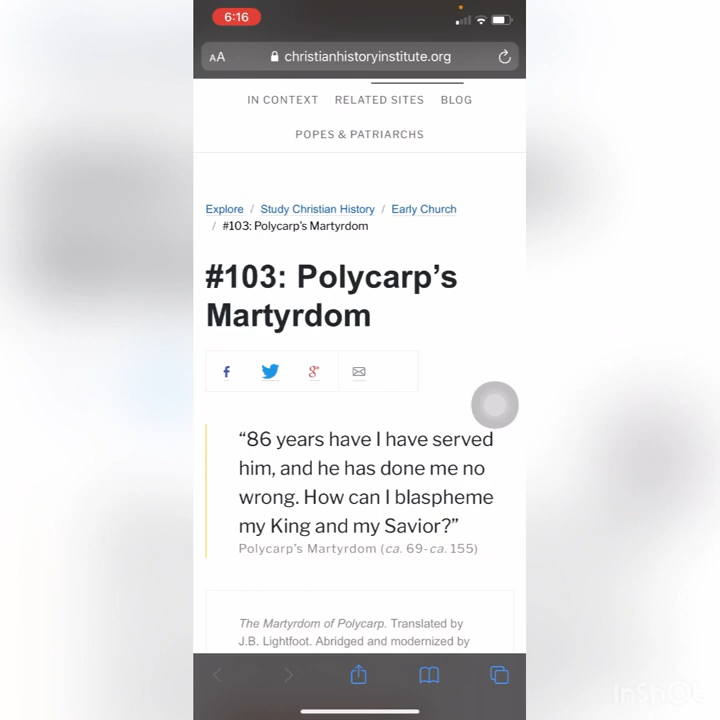 6:16
AA christianhistoryinstitute.org
IN CONTEXT RELATED SITES BLOG
POPES & PATRIARCHS
Explore / Study Christian History / Early Church
/ #103: Polycarp's Martyrdom
#103: Polycarp's
Martyrdom
f g+
“86 years have I have served
him, and he has done me no
wrong. How can I blaspheme
my King and my Savior?”
Polycarp's Martyrdom (ca. 69-ca. 155)
The Martyrdom of Polycarp. Translated by
J.B. Lightfoot. Abridged and modernized by
InShOt